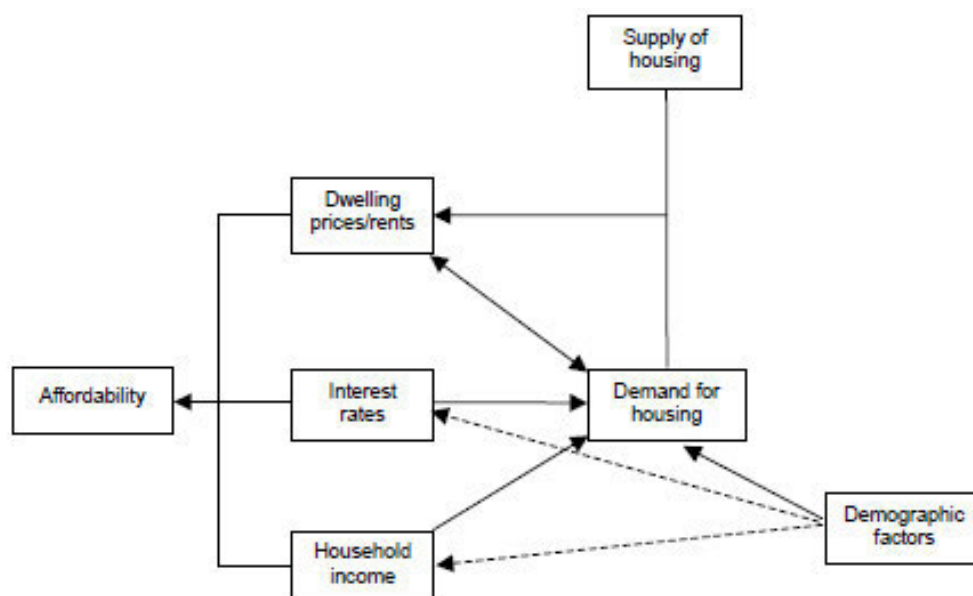 Supply of
housing
Dwelling
prices/rents
Affordability
Interest
rates
Demand for
housing
Demographic
factors
Household
income